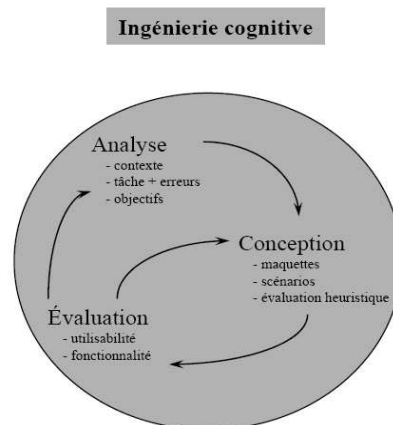 Ingénierie cognitive
Analyse
- contexte
- tâche + erreurs
- objectifs
Conception
- maquettes
- scénarios
- évaluation heuristique
Évaluation
- utilisabilité
- fonctionnalité